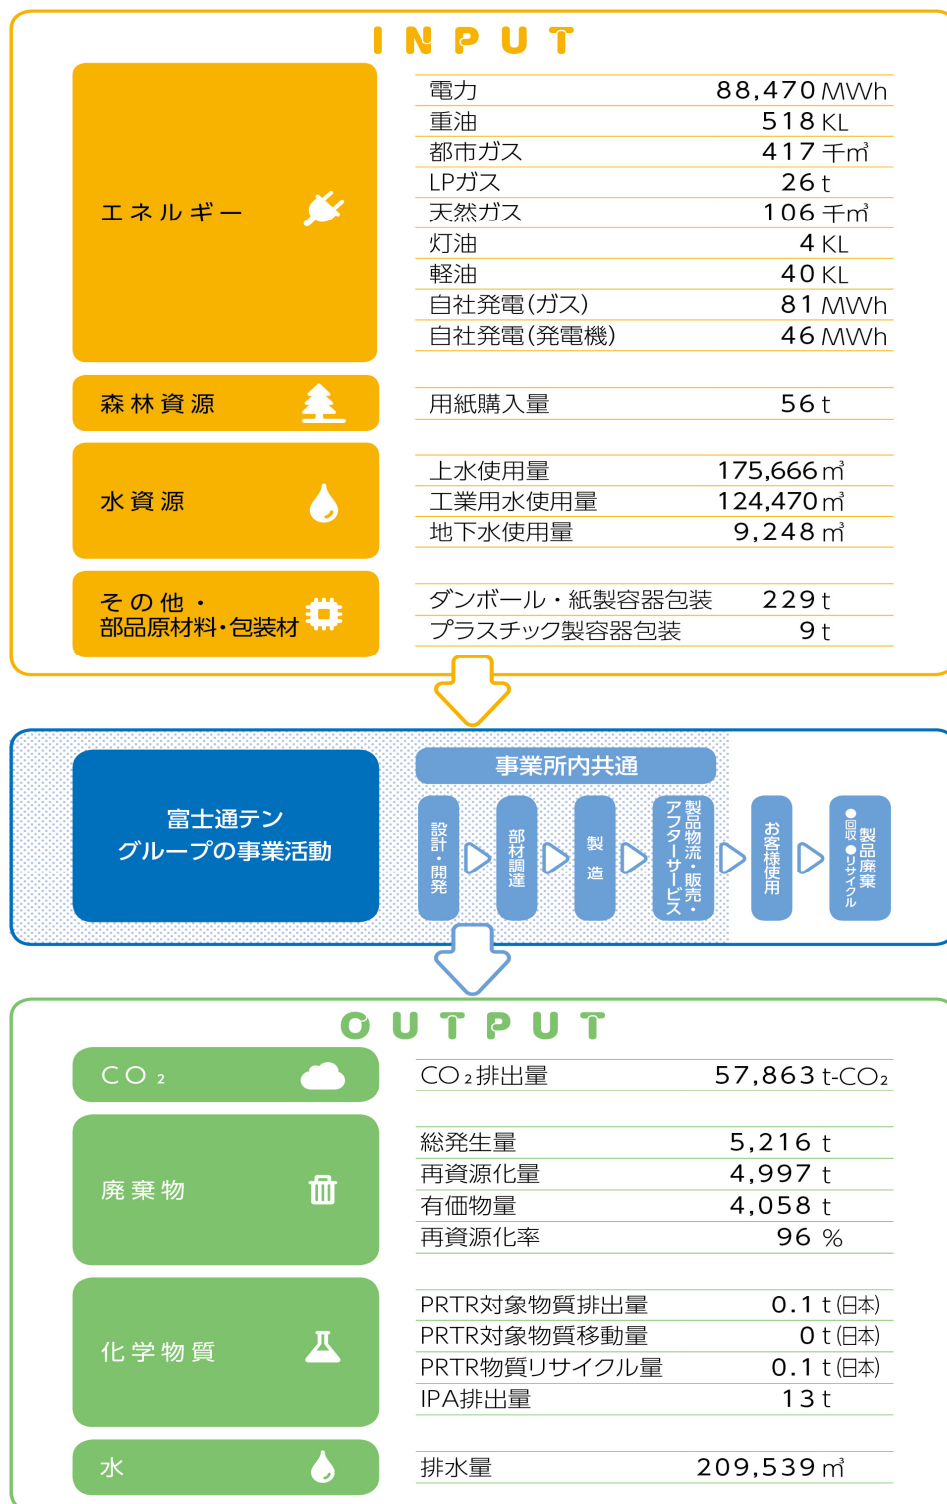 INPUT
エネルギー
電力 88,470 MWh
重油 518 KL
都市ガス 417 千㎥
LPガス 26 t
天然ガス 106 千㎥
灯油 4 KL
軽油 40 KL
自社発電(ガス) 81 MWh
自社発電(発電機) 46 MWh
森林資源
用紙購入量 56 t
水資源
上水使用量 175,666 ㎥
工業用水使用量 124,470 ㎥
地下水使用量 9,248 ㎥
その他・
部品原材料・包装材
ダンボール・紙製容器包装 229 t
プラスチック製容器包装 9 t
富士通テン
グループの事業活動
事業所内共通
設計・開発
部材調達
製造
製品物流・販売・
アフターサービス
お客様使用
製品廃棄
●回収●リサイクル
OUTPUT
CO₂
CO₂排出量 57,863 t-CO₂
廃棄物
総発生量 5,216 t
再資源化量 4,997 t
有価物量 4,058 t
再資源化率 96 %
化学物質
PRTR対象物質排出量 0.1 t (日本)
PRTR対象物質移動量 0 t (日本)
PRTR物質リサイクル量 0.1 t (日本)
IPA排出量 13 t
水
排水量 209,539 ㎥